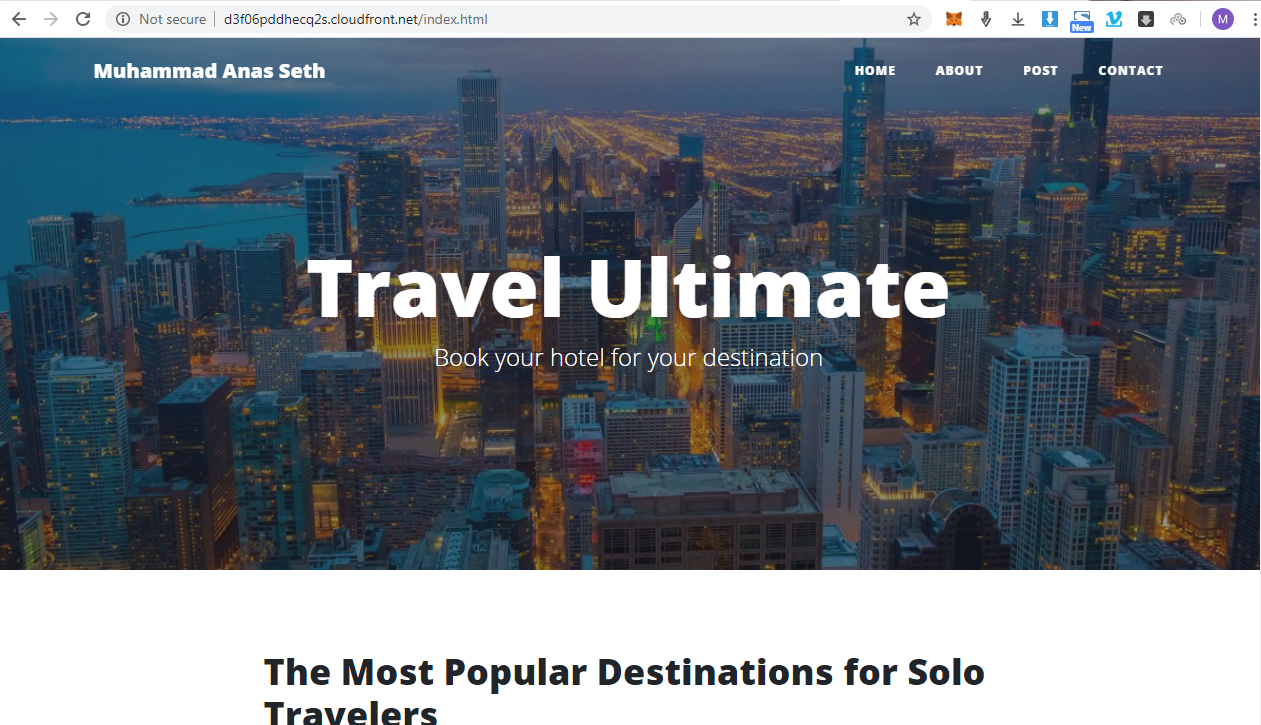 Not secure | d3f06pddhecq2s.cloudfront.net/index.html
New
M
Muhammad Anas Seth
HOME ABOUT POST CONTACT
Travel Ultimate
Book your hotel for your destination
The Most Popular Destinations for Solo
Travelers